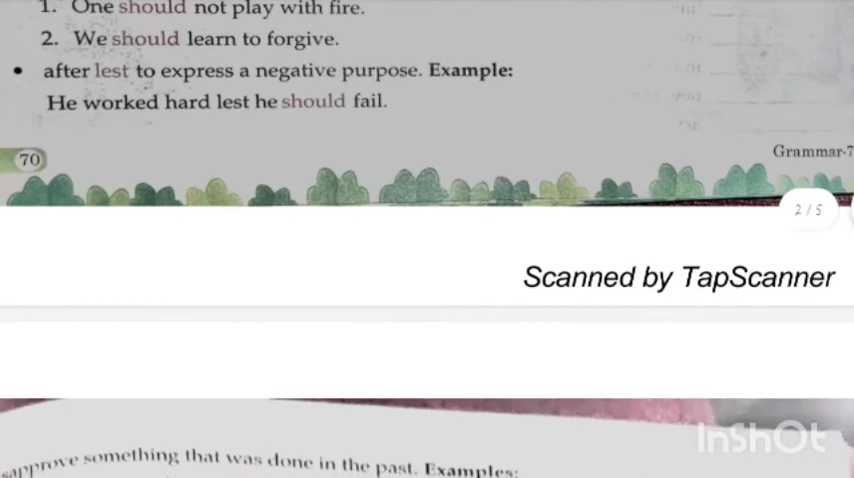 1. One should not play with fire.
2. We should learn to forgive.
• after lest to express a negative purpose. Example:
He worked hard lest he should fail.
70
Grammar-7
2 / 5
Scanned by TapScanner
InShOt
something that was done in the past. Examples: